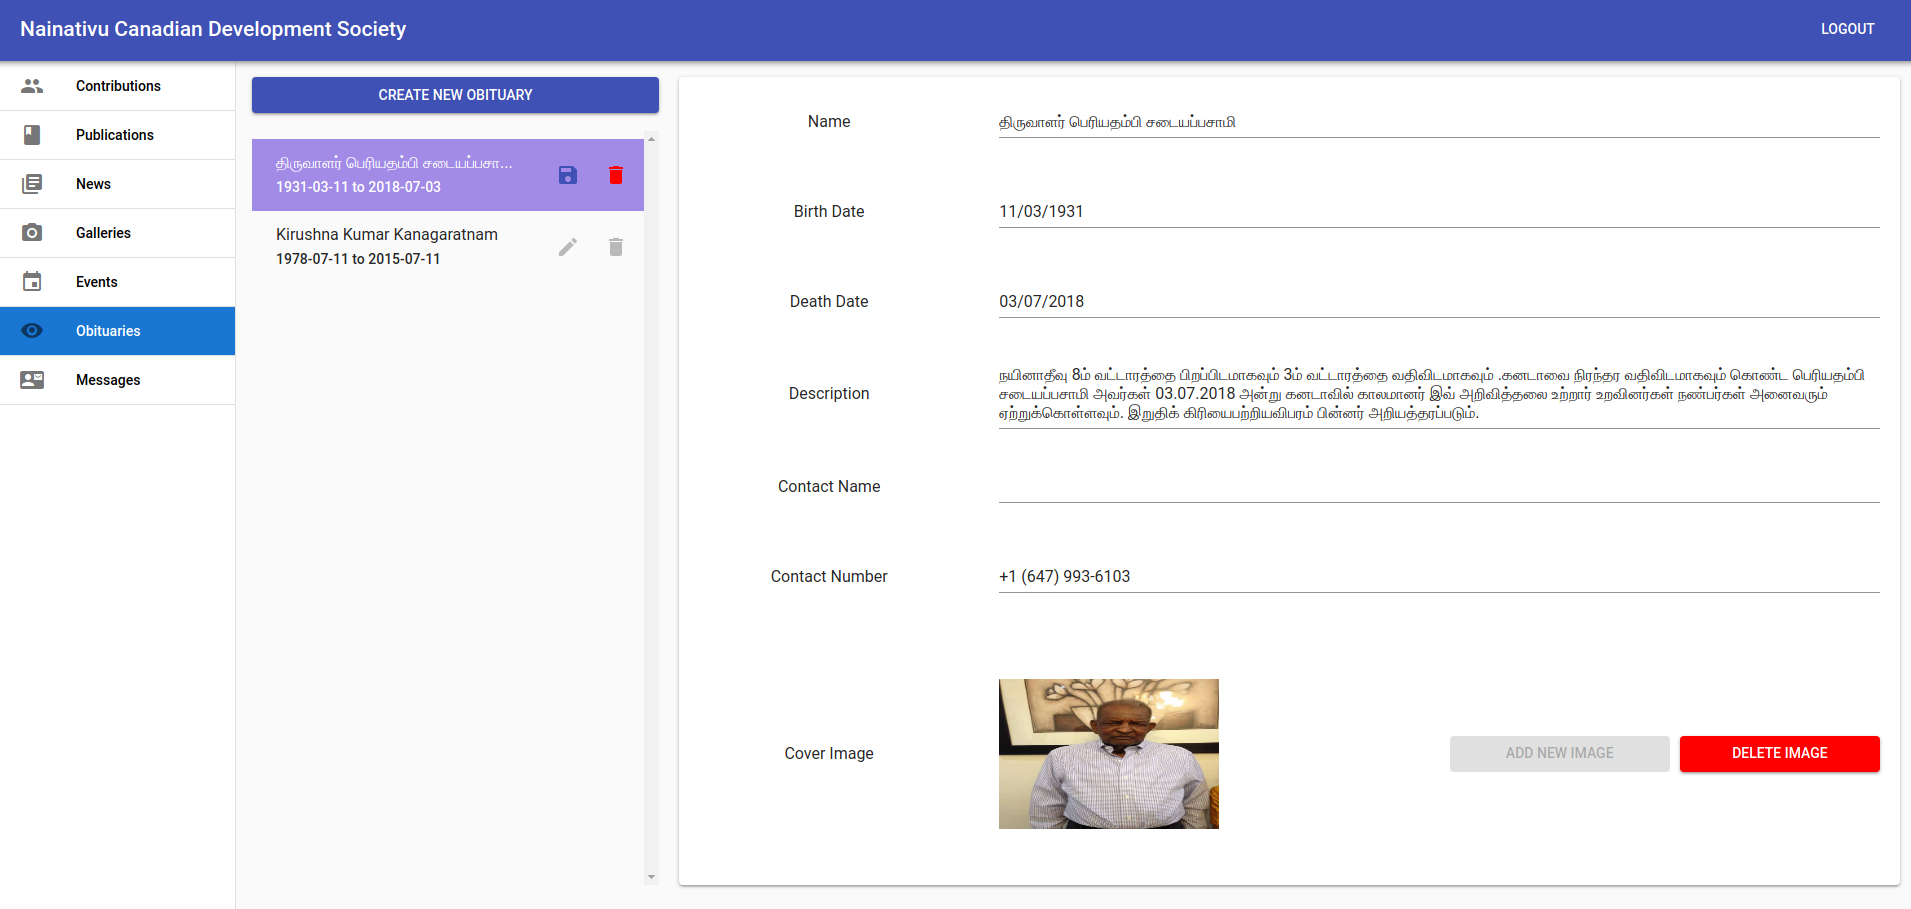 Nainativu Canadian Development Society
LOGOUT
Contributions
Publications
News
Galleries
Events
Obituaries
Messages
CREATE NEW OBITUARY
திருவாளர் பெரியதம்பி சடையப்பசா...
1931-03-11 to 2018-07-03
Kirushna Kumar Kanagaratnam
1978-07-11 to 2015-07-11
Name
திருவாளர் பெரியதம்பி சடையப்பசாமி
Birth Date
11/03/1931
Death Date
03/07/2018
Description
நயினாதீவு 8ம் வட்டாரத்தை பிறப்பிடமாகவும் 3ம் வட்டாரத்தை வதிவிடமாகவும் .கனடாவை நிரந்தர வதிவிடமாகவும் கொண்ட பெரியதம்பி
சடையப்பசாமி அவர்கள் 03.07.2018 அன்று கனடாவில் காலமானர் இவ் அறிவித்தலை உற்றார் உறவினர்கள் நண்பர்கள் அனைவரும்
ஏற்றுக்கொள்ளவும். இறுதிக் கிரியைபற்றியவிபரம் பின்னர் அறியத்தரப்படும்.
Contact Name
Contact Number
+1 (647) 993-6103
Cover Image
ADD NEW IMAGE
DELETE IMAGE